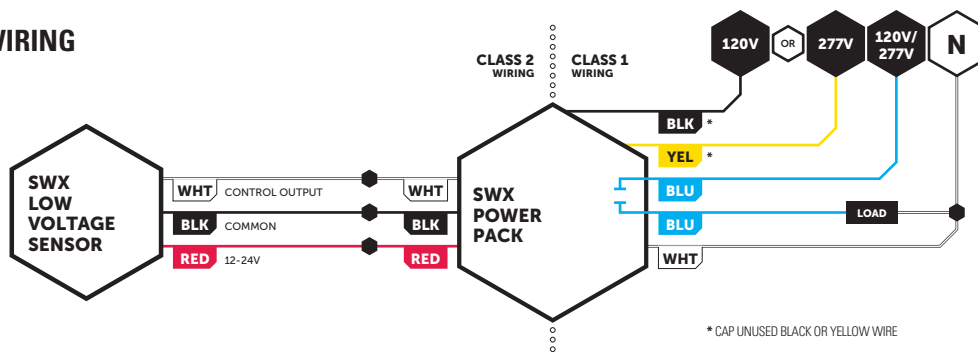 WIRING
CLASS 2
WIRING
CLASS 1
WIRING
120V
OR
277V
120V/
277V
N
BLK *
YEL *
BLU
BLU
LOAD
WHT
SWX
LOW
VOLTAGE
SENSOR
WHT CONTROL OUTPUT WHT
BLK COMMON BLK
RED 12-24V RED
SWX
POWER
PACK
* CAP UNUSED BLACK OR YELLOW WIRE